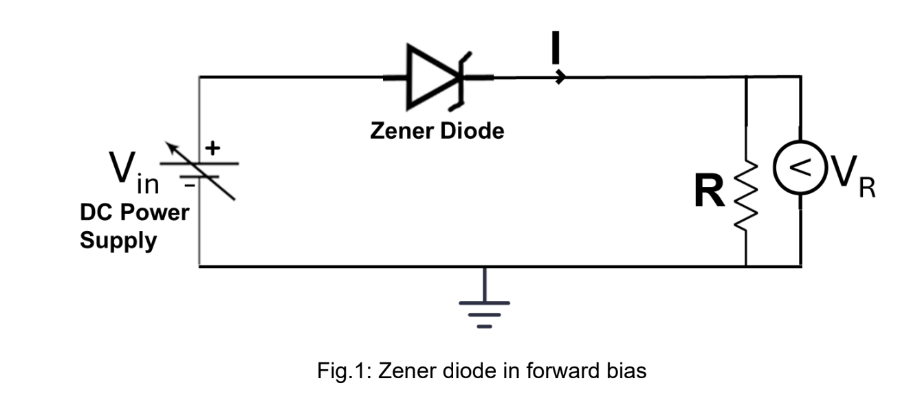 I
Zener Diode
+
Vin
-
DC Power
Supply
R
V
VR
Fig.1: Zener diode in forward bias